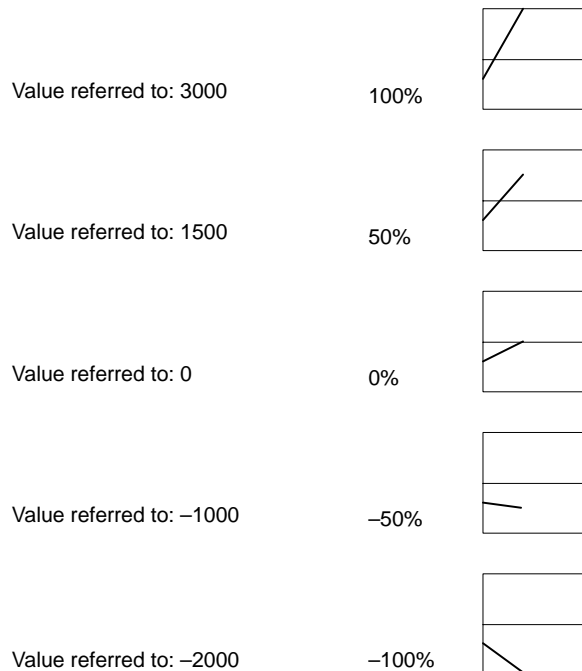 Value referred to: 3000 100%
Value referred to: 1500 50%
Value referred to: 0 0%
Value referred to: –1000 –50%
Value referred to: –2000 –100%